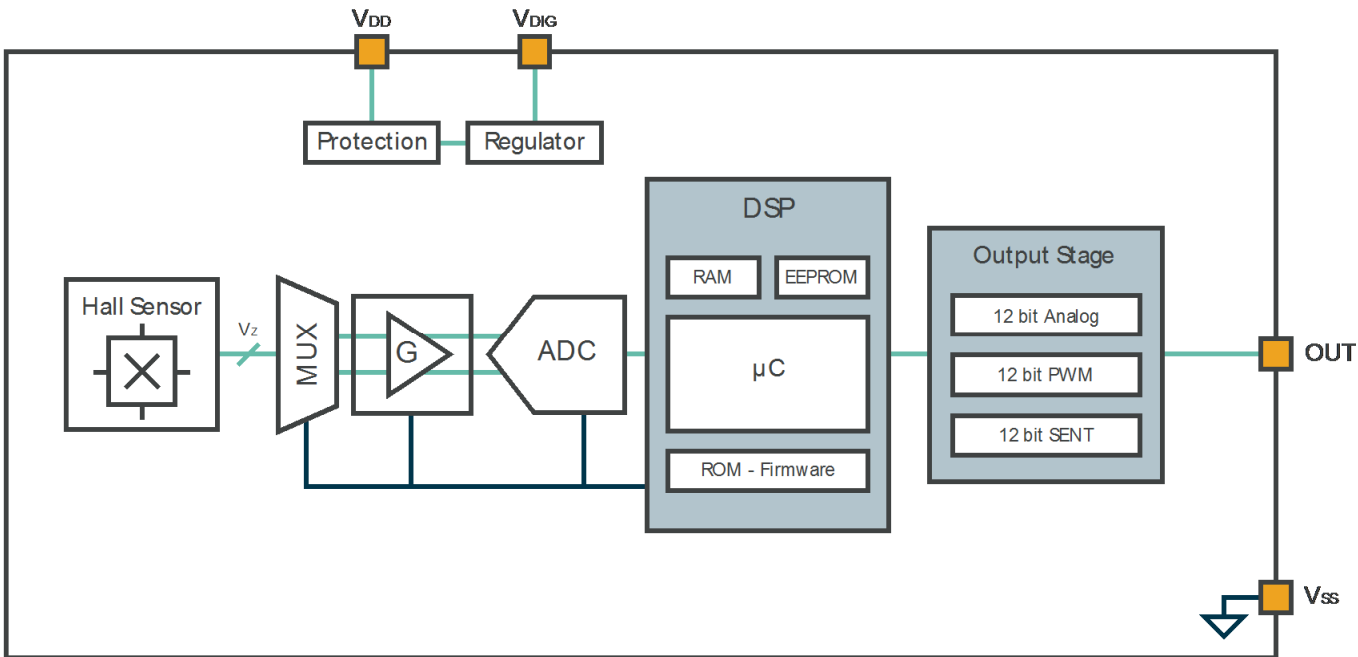 VDD
VDIG
Protection
Regulator
DSP
RAM
EEPROM
Output Stage
Hall Sensor
12 bit Analog
VZ
MUX
G
ADC
µC
OUT
12 bit PWM
12 bit SENT
ROM - Firmware
VSS